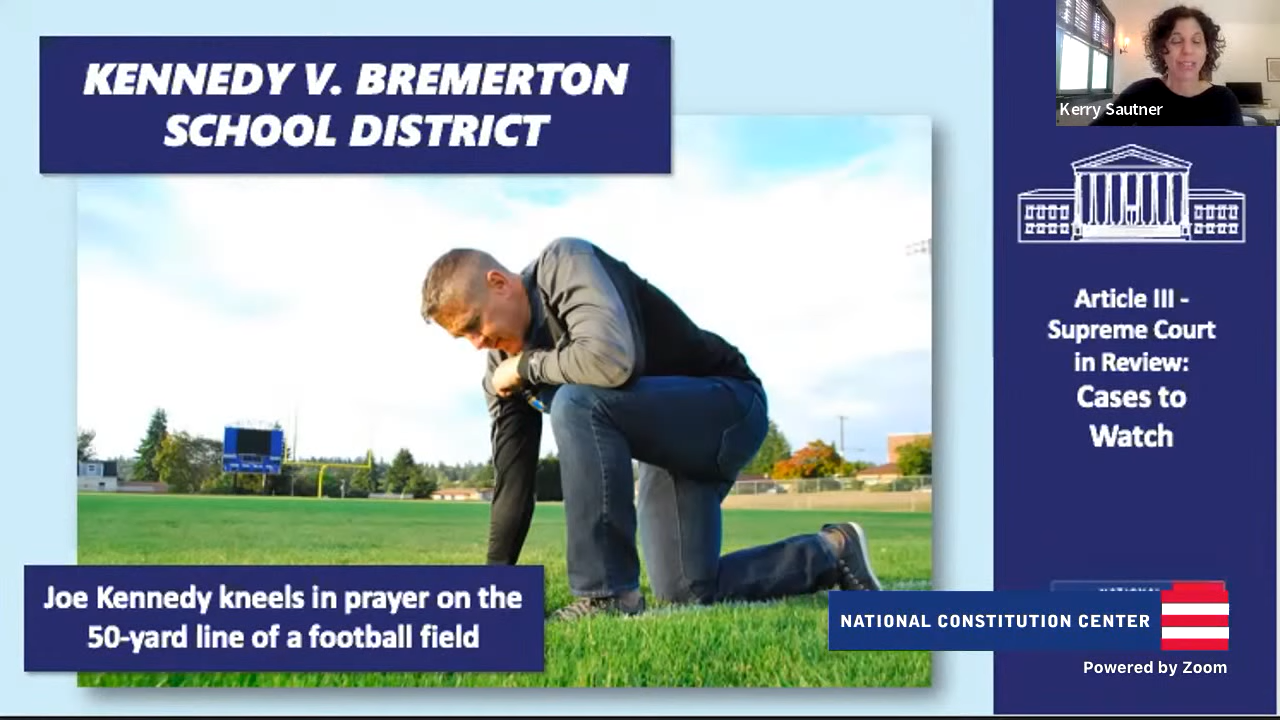 KENNEDY V. BREMERTON
SCHOOL DISTRICT
Joe Kennedy kneels in prayer on the
50-yard line of a football field
Kerry Sautner
Article III -
Supreme Court
in Review:
Cases to
Watch
NATIONAL CONSTITUTION CENTER
Powered by Zoom